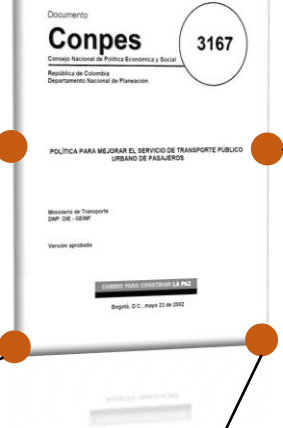 Documento
Conpes
3167
Consejo Nacional de Política Económica y Social
República de Colombia
Departamento Nacional de Planeación
POLÍTICA PARA MEJORAR EL SERVICIO DE TRANSPORTE PÚBLICO
URBANO DE PASAJEROS
Ministerio de Transporte
DNP: DIE - GEINF
Versión aprobada
CAMBIO PARA CONSTRUIR LA PAZ
Bogotá, D.C., mayo 23 de 2002